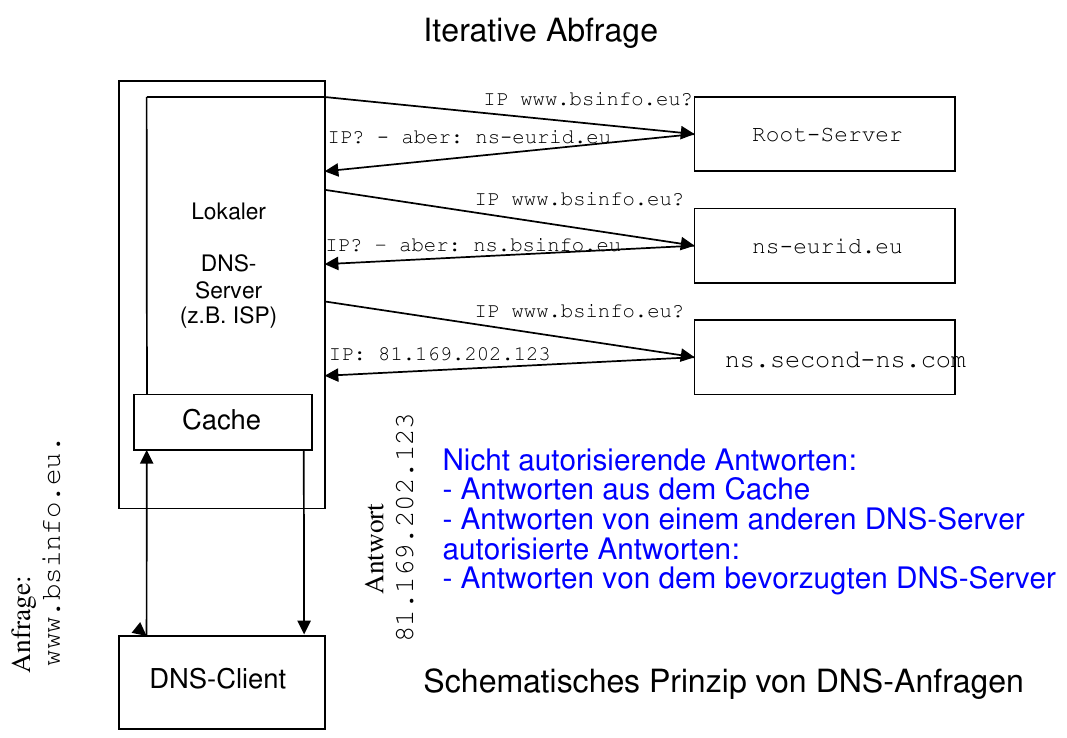 Iterative Abfrage
IP www.bsinfo.eu?
IP? - aber: ns-eurid.eu
Root-Server
IP www.bsinfo.eu?
IP? - aber: ns.bsinfo.eu
ns-eurid.eu
IP www.bsinfo.eu?
IP: 81.169.202.123
ns.second-ns.com
Lokaler
DNS-
Server
(z.B. ISP)
Cache
Anfrage:
www.bsinfo.eu.
Antwort
81.169.202.123
Nicht autorisierende Antworten:
- Antworten aus dem Cache
- Antworten von einem anderen DNS-Server
autorisierte Antworten:
- Antworten von dem bevorzugten DNS-Server
DNS-Client
Schematisches Prinzip von DNS-Anfragen